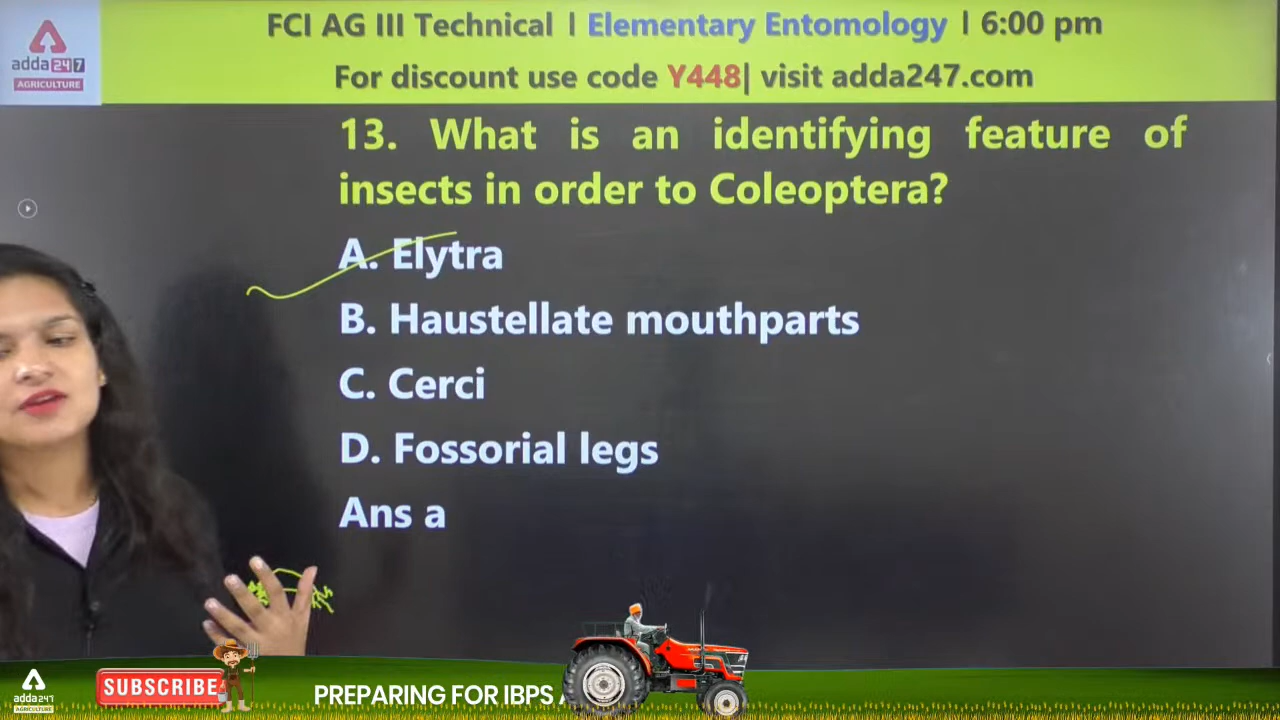 FCI AG III Technical | Elementary Entomology | 6:00 pm
For discount use code Y448| visit adda247.com
adda247
AGRICULTURE
13. What is an identifying feature of
insects in order to Coleoptera?
A. Elytra
B. Haustellate mouthparts
C. Cerci
D. Fossorial legs
Ans a
adda247
AGRICULTURE
SUBSCRIBE
PREPARING FOR IBPS